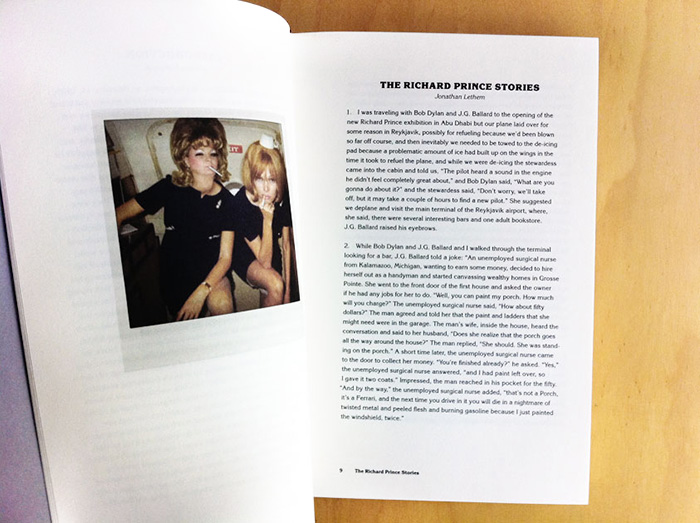 THE RICHARD PRINCE STORIES
Jonathan Lethem
1. I was traveling with Bob Dylan and J.G. Ballard to the opening of the
new Richard Prince exhibition in Abu Dhabi but our plane laid over for
some reason in Reykjavik, possibly for refueling because we'd been blown
so far off course, and then inevitably we needed to be towed to the de-icing
pad because a problematic amount of ice had built up on the wings in the
time it took to refuel the plane, and while we were de-icing the stewardess
came into the cabin and told us. "The pilot heard a sound in the engine
he didn't feel completely great about," and Bob Dylan said, "What are you
gonna do about it?" and the stewardess said, "Don't worry, we'll take
off, but it may take a couple of hours to find a new pilot." She suggested
we deplane and visit the main terminal of the Reykjavik airport, where,
she said, there were several interesting bars and one adult bookstore.
J.G. Ballard raised his eyebrows.
2. While Bob Dylan and J.G. Ballard and I walked through the terminal
looking for a bar, J.G. Ballard told a joke: "An unemployed surgical nurse
from Kalamazoo, Michigan, wanting to earn some money, decided to hire
herself out as a handyman and started canvassing wealthy homes in Grosse
Pointe. She went to the front door of the first house and asked the owner
if he had any jobs for her to do. "Well, you can paint my porch. How much
will you charge?" The unemployed surgical nurse said, "How about fifty
dollars?" The man agreed and told her that the paint and ladders that she
might need were in the garage. The man's wife, inside the house, heard the
conversation and said to her husband, "Does she realize that the porch goes
all the way around the house?" The man replied, "She should. She was stand-
ing on the porch." A short time later, the unemployed surgical nurse came
to the door to collect her money. "You're finished already?" he asked. "Yes,"
the unemployed surgical nurse answered, "and I had paint left over, so
I gave it two coats." Impressed, the man reached in his pocket for the fifty.
"And by the way," the unemployed surgical nurse added, "that's not a Porch,
it's a Ferrari, and the next time you drive in it you will die in a nightmare of
twisted metal and peeled flesh and burning gasoline because I just painted
the windshield, twice."
9 The Richard Prince Stories